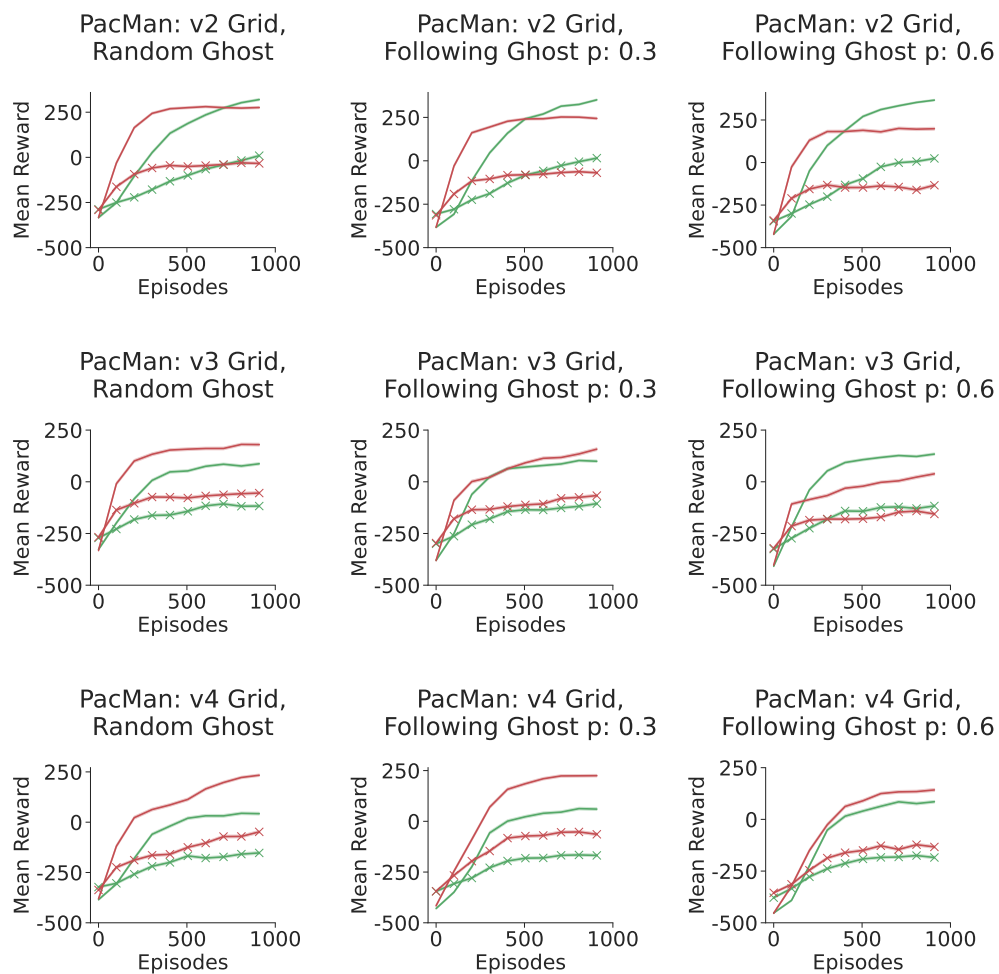 PacMan: v2 Grid,
Random Ghost
Mean Reward
250
0
-250
-500
0
500
1000
Episodes
PacMan: v2 Grid,
Following Ghost p: 0.3
Mean Reward
250
0
-250
-500
0
500
1000
Episodes
PacMan: v2 Grid,
Following Ghost p: 0.6
Mean Reward
250
0
-250
-500
0
500
1000
Episodes
PacMan: v3 Grid,
Random Ghost
Mean Reward
250
0
-250
-500
0
500
1000
Episodes
PacMan: v3 Grid,
Following Ghost p: 0.3
Mean Reward
250
0
-250
-500
0
500
1000
Episodes
PacMan: v3 Grid,
Following Ghost p: 0.6
Mean Reward
250
0
-250
-500
0
500
1000
Episodes
PacMan: v4 Grid,
Random Ghost
Mean Reward
250
0
-250
-500
0
500
1000
Episodes
PacMan: v4 Grid,
Following Ghost p: 0.3
Mean Reward
250
0
-250
-500
0
500
1000
Episodes
PacMan: v4 Grid,
Following Ghost p: 0.6
Mean Reward
250
0
-250
-500
0
500
1000
Episodes